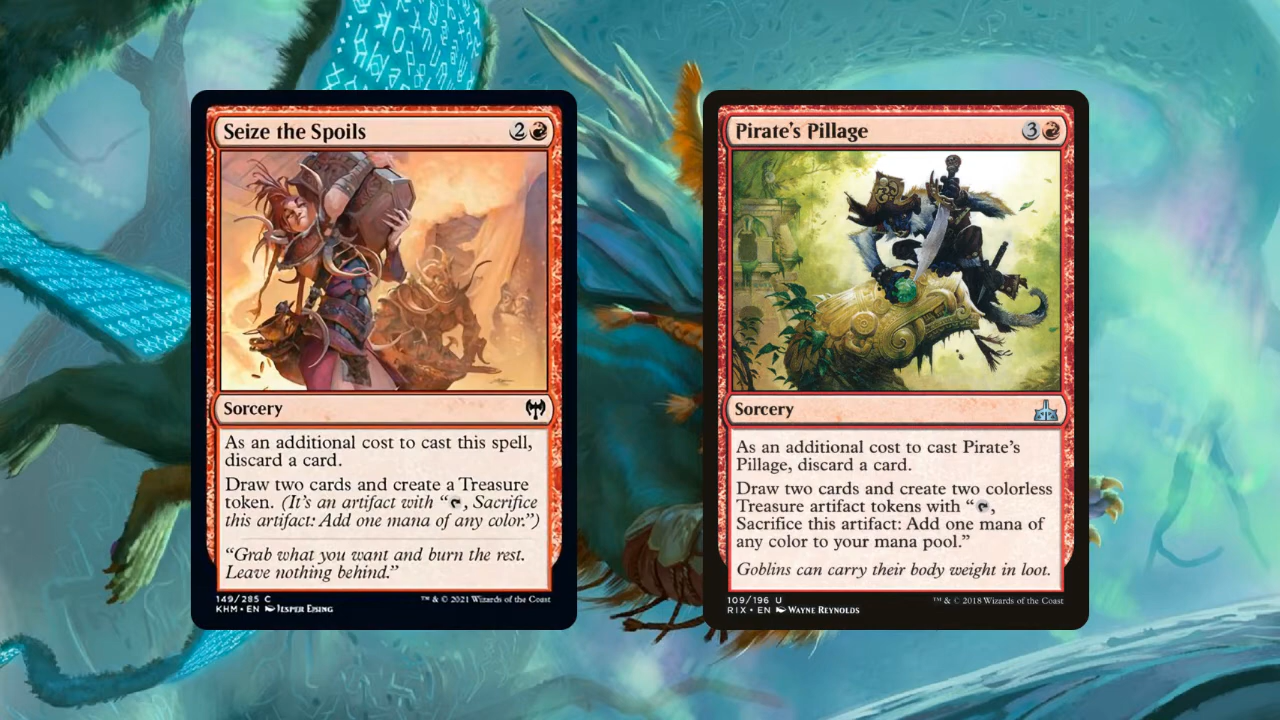 Seize the Spoils
2
Sorcery
As an additional cost to cast this spell,
discard a card.
Draw two cards and create a Treasure
token. (It's an artifact with “, Sacrifice
this artifact: Add one mana of any color.”)
“Grab what you want and burn the rest.
Leave nothing behind.”
149/285 C
KHM • EN Jesper Ejsing
™ & © 2021 Wizards of the Coast
Pirate's Pillage
3
Sorcery
As an additional cost to cast Pirate's
Pillage, discard a card.
Draw two cards and create two colorless
Treasure artifact tokens with “,
Sacrifice this artifact: Add one mana of
any color to your mana pool.”
Goblins can carry their body weight in loot.
109/196 U
RIX • EN Wayne Reynolds
™ & © 2018 Wizards of the Coast